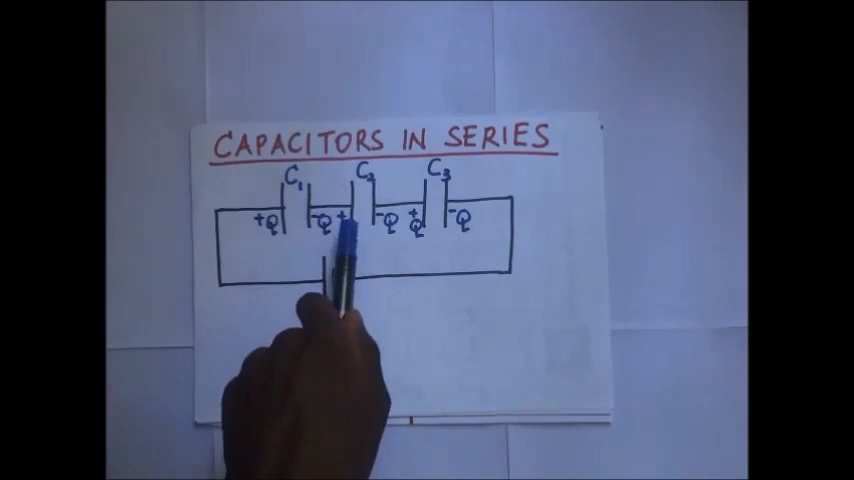 CAPACITORS IN SERIES
C₁ C₂ C₃
+Q -Q + -Q +Q -Q